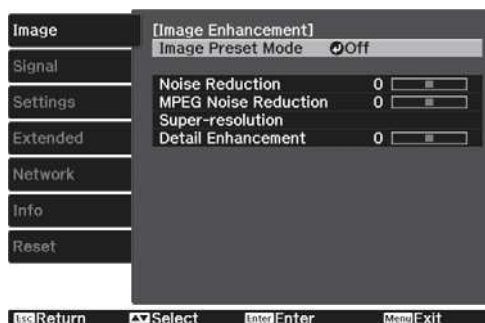 Image
Signal
Settings
Extended
Network
Info
Reset
[Image Enhancement]
Image Preset Mode Off
Noise Reduction 0
MPEG Noise Reduction 0
Super-resolution
Detail Enhancement 0
Esc Return Select Enter Enter Menu Exit